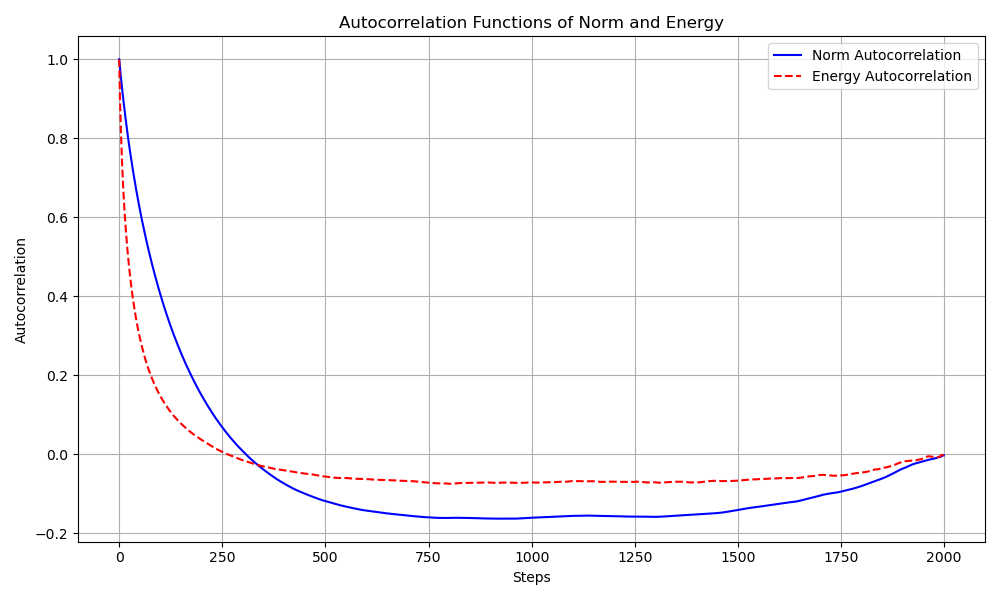 Autocorrelation Functions of Norm and Energy
Norm Autocorrelation
Energy Autocorrelation
Autocorrelation
1.0
0.8
0.6
0.4
0.2
0.0
−0.2
0 250 500 750 1000 1250 1500 1750 2000
Steps